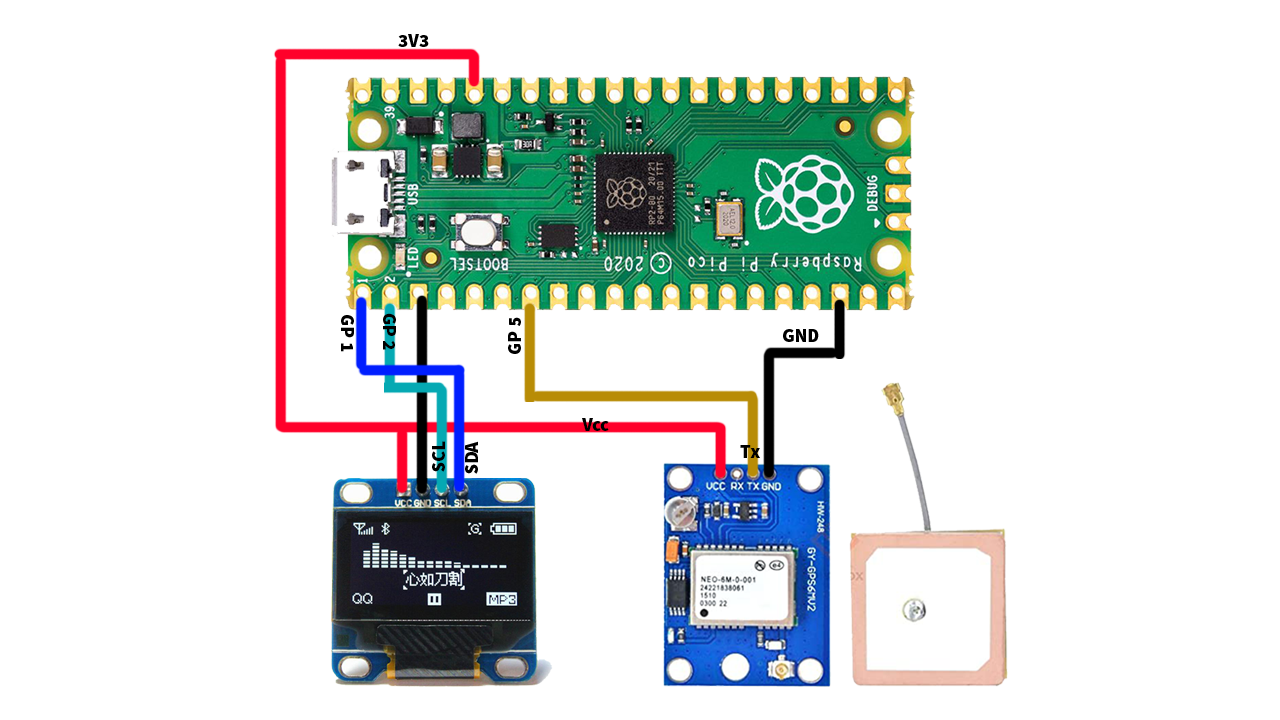 3V3
39
USB
DEBUG
LED
BOOTSEL
© 2020
Raspberry Pi Pico
1
2
RP2-B0 20/21
P64M15.00 TTT
GP 1
GP 2
GP 5
GND
Vcc
SCL
SDA
Tx
VCC GND SCL SDA
VCC RX TX GND
HW-248
GY-GPS6MV2
NEO-6M-0-001
24221838061
1510
0300 22
G
心如刀割
QQ
MP3